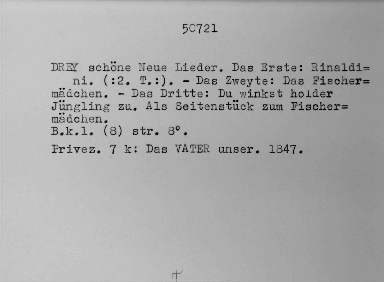 50721
DREY schöne Neue Lieder. Das Erste: Rinaldi=
ni. (:2. T.:). - Das Zweyte: Das Fischer=
mädchen. - Das Dritte: Du winkst holder
Jüngling zu. Als Seitenstück zum Fischer=
mädchen.
B.k.l. (8) str. 8°.
Privez. 7 k: Das VATER unser. 1847.